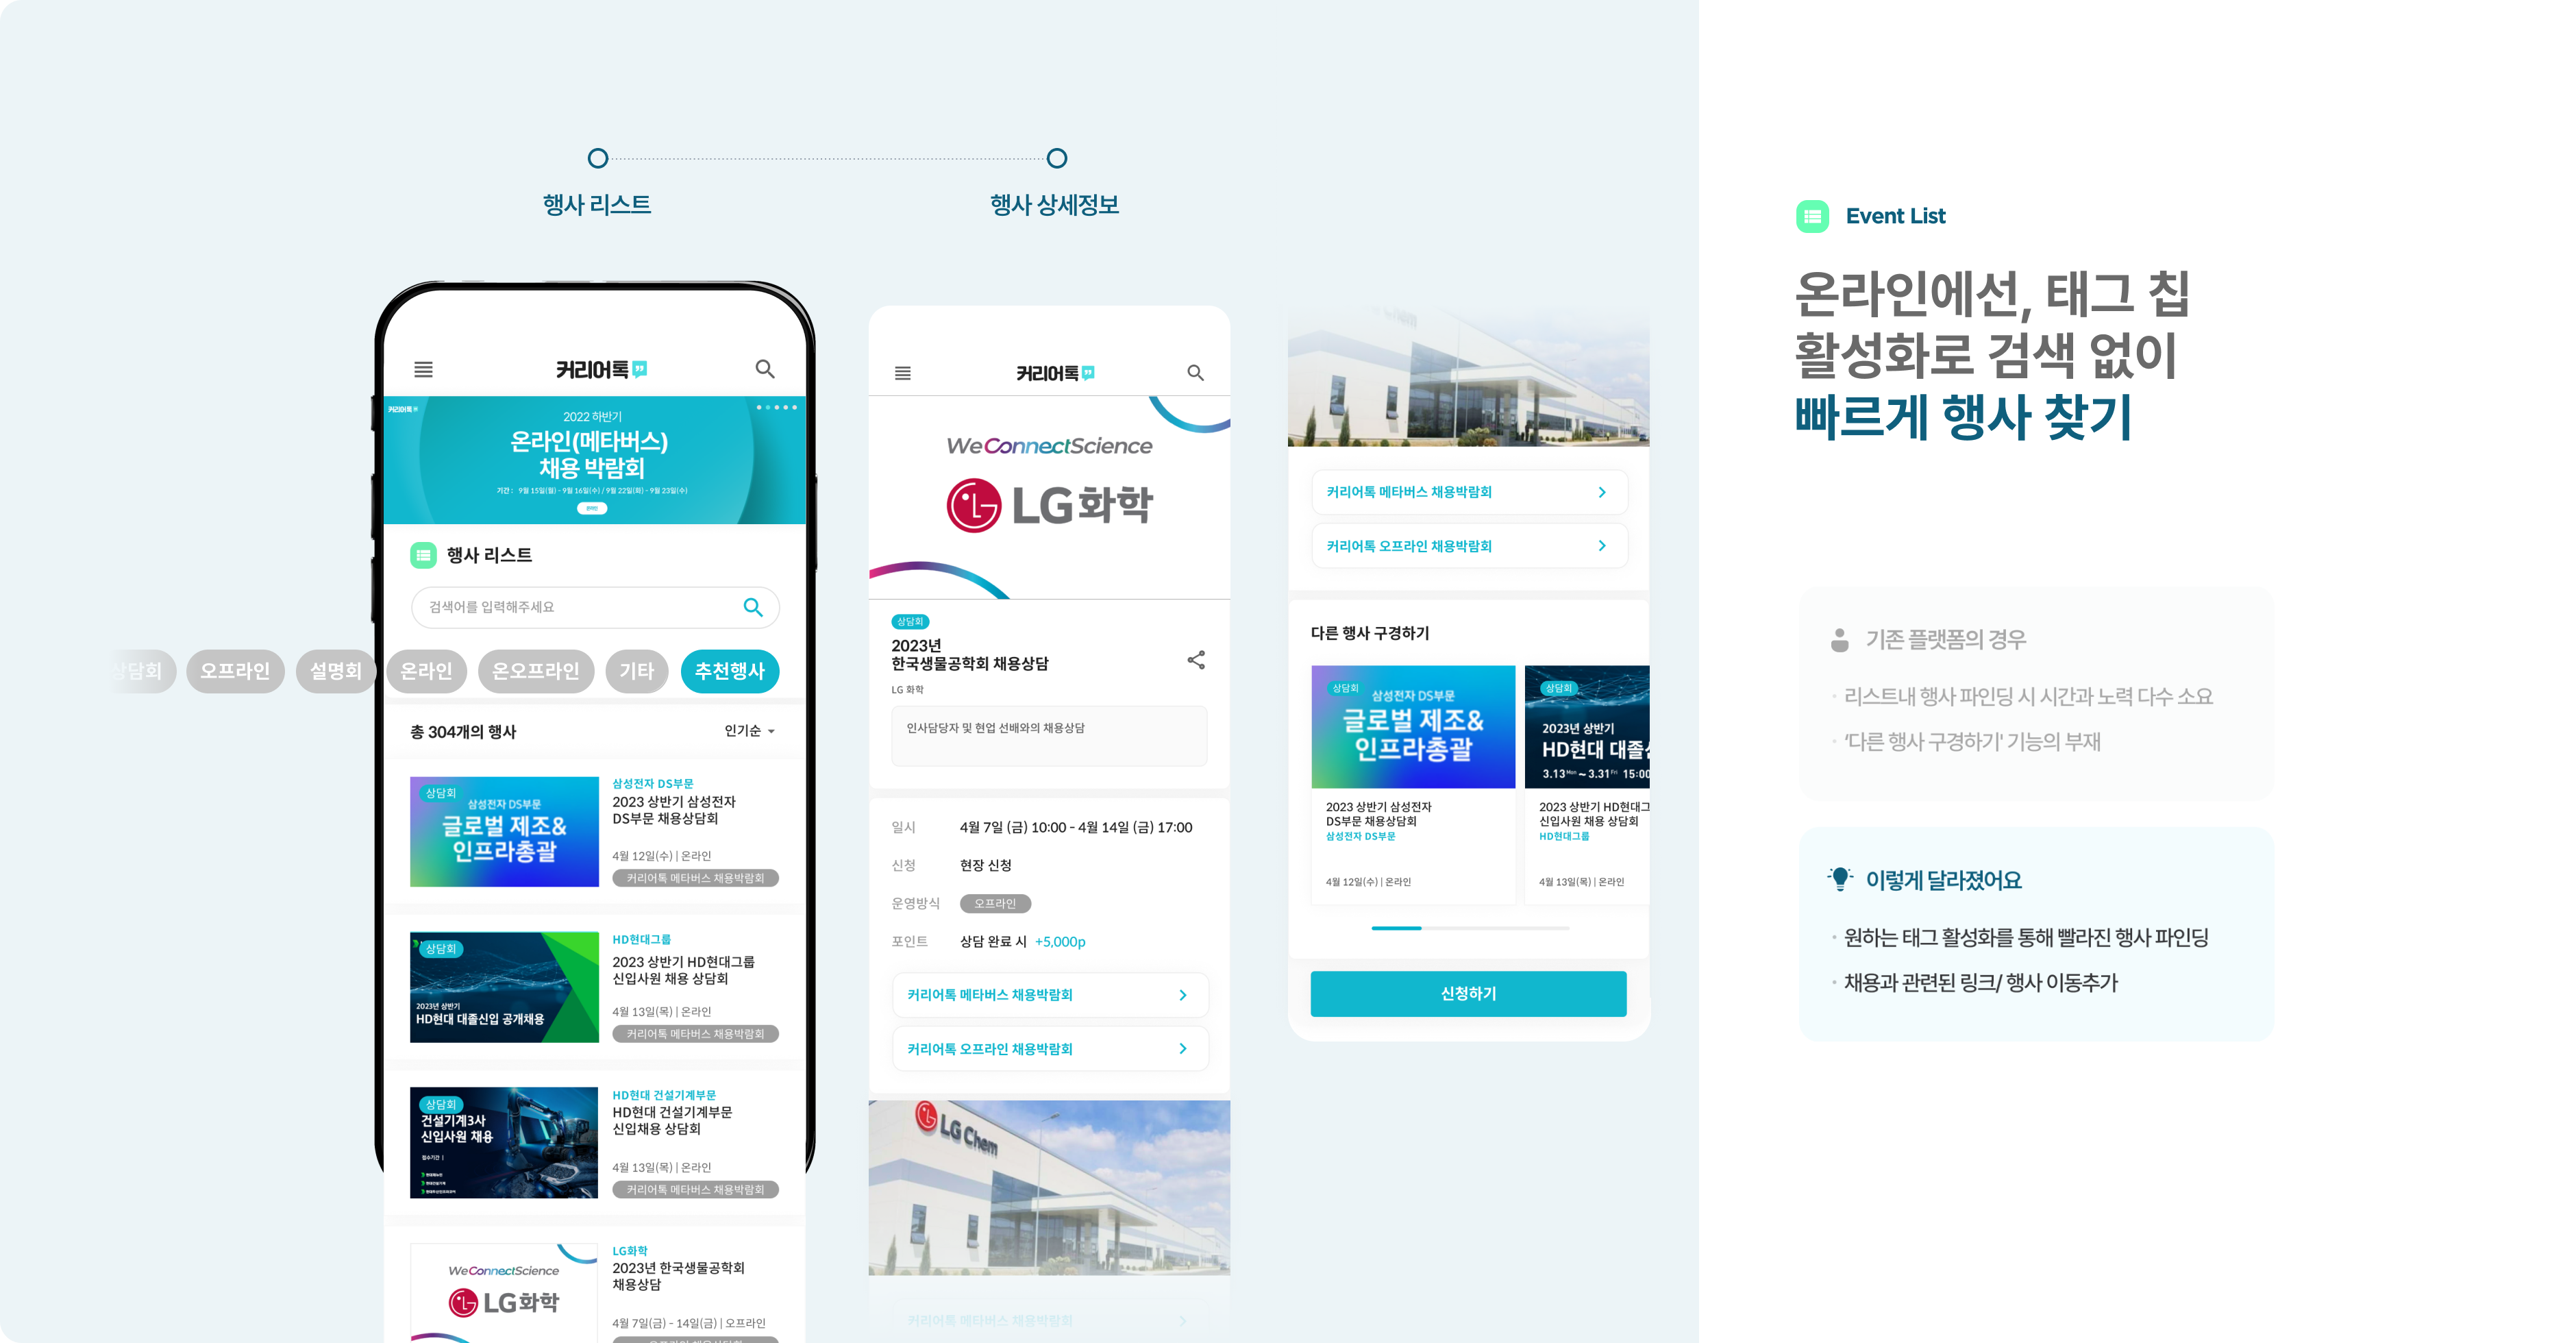 행사 리스트
행사 상세정보
커리어톡
커리어톡
2022 하반기
온라인(메타버스)
채용 박람회
기간 : 9월 15일(월) - 9월 16일(수) / 9월 22일(화) - 9월 23일(수)
행사 리스트
검색어를 입력해주세요
상담회
오프라인
설명회
온라인
온오프라인
기타
추천행사
총 304개의 행사
인기순
상담회
삼성전자 DS부문
글로벌 제조&
인프라총괄
삼성전자 DS부문
2023 상반기 삼성전자
DS부문 채용상담회
4월 12일(수) | 온라인
커리어톡 메타버스 채용박람회
상담회
2023년 상반기
HD현대 대졸신입 공개채용
HD현대그룹
2023 상반기 HD현대그룹
신입사원 채용 상담회
4월 13일(목) | 온라인
커리어톡 메타버스 채용박람회
상담회
건설기계3사
신입사원 채용
접수기간 |
HD현대 건설기계부문
HD현대 건설기계부문
신입채용 상담회
4월 13일(목) | 온라인
커리어톡 메타버스 채용박람회
WeConnectScience
LG화학
LG화학
2023년 한국생물공학회
채용상담
4월 7일(금) - 14일(금) | 오프라인
커리어톡
WeConnectScience
LG화학
상담회
2023년
한국생물공학회 채용상담
LG 화학
인사담당자 및 현업 선배와의 채용상담
일시 4월 7일 (금) 10:00 - 4월 14일 (금) 17:00
신청 현장 신청
운영방식 오프라인
포인트 상담 완료 시 +5,000p
커리어톡 메타버스 채용박람회
커리어톡 오프라인 채용박람회
LG Chem
커리어톡 메타버스 채용박람회
커리어톡 메타버스 채용박람회
커리어톡 오프라인 채용박람회
다른 행사 구경하기
상담회
삼성전자 DS부문
글로벌 제조&
인프라총괄
2023 상반기 삼성전자
DS부문 채용상담회
삼성전자 DS부문
4월 12일(수) | 온라인
상담회
2023년 상반기
HD현대 대졸신
3.13Mon ~ 3.31Fri 15:00
2023 상반기 HD현대그
신입사원 채용 상담회
HD현대그룹
4월 13일(목) | 온라인
신청하기
Event List
온라인에선, 태그 칩
활성화로 검색 없이
빠르게 행사 찾기
기존 플랫폼의 경우
· 리스트내 행사 파인딩 시 시간과 노력 다수 소요
· '다른 행사 구경하기' 기능의 부재
이렇게 달라졌어요
· 원하는 태그 활성화를 통해 빨라진 행사 파인딩
· 채용과 관련된 링크/ 행사 이동추가